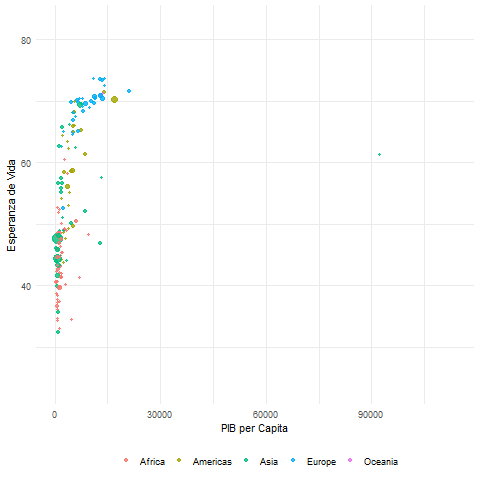 80
60
40
Esperanza de Vida
0
30000
60000
90000
PIB per Capita
Africa
Americas
Asia
Europe
Oceania